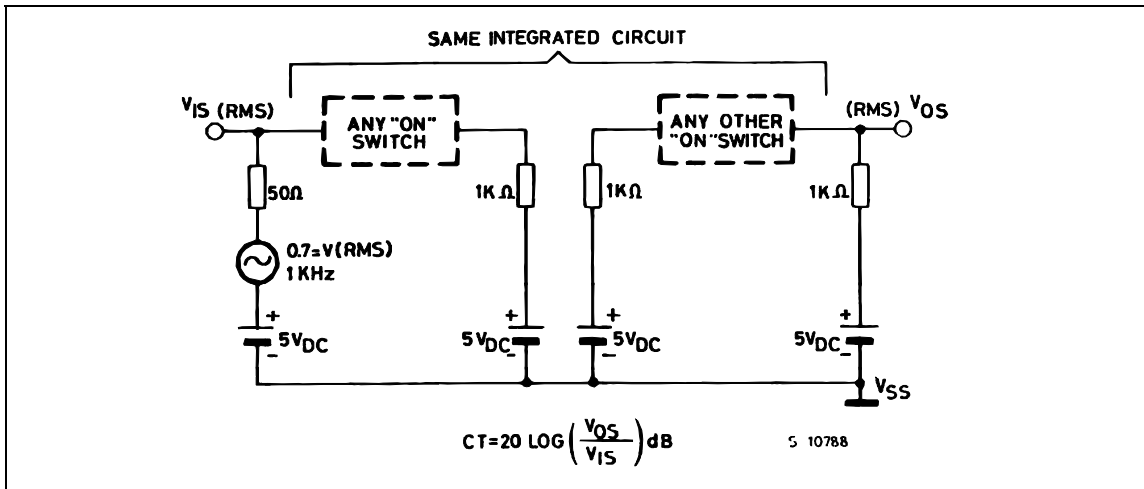 SAME INTEGRATED CIRCUIT
VIS (RMS)
ANY "ON"
SWITCH
ANY OTHER
"ON" SWITCH
(RMS) VOS
50Ω
1KΩ
1KΩ
1KΩ
0.7=V(RMS)
1KHz
+
5VDC
-
+
5VDC
-
+
5VDC
-
+
5VDC
-
VSS
CT=20 LOG(VOS/VIS)dB
S 10788